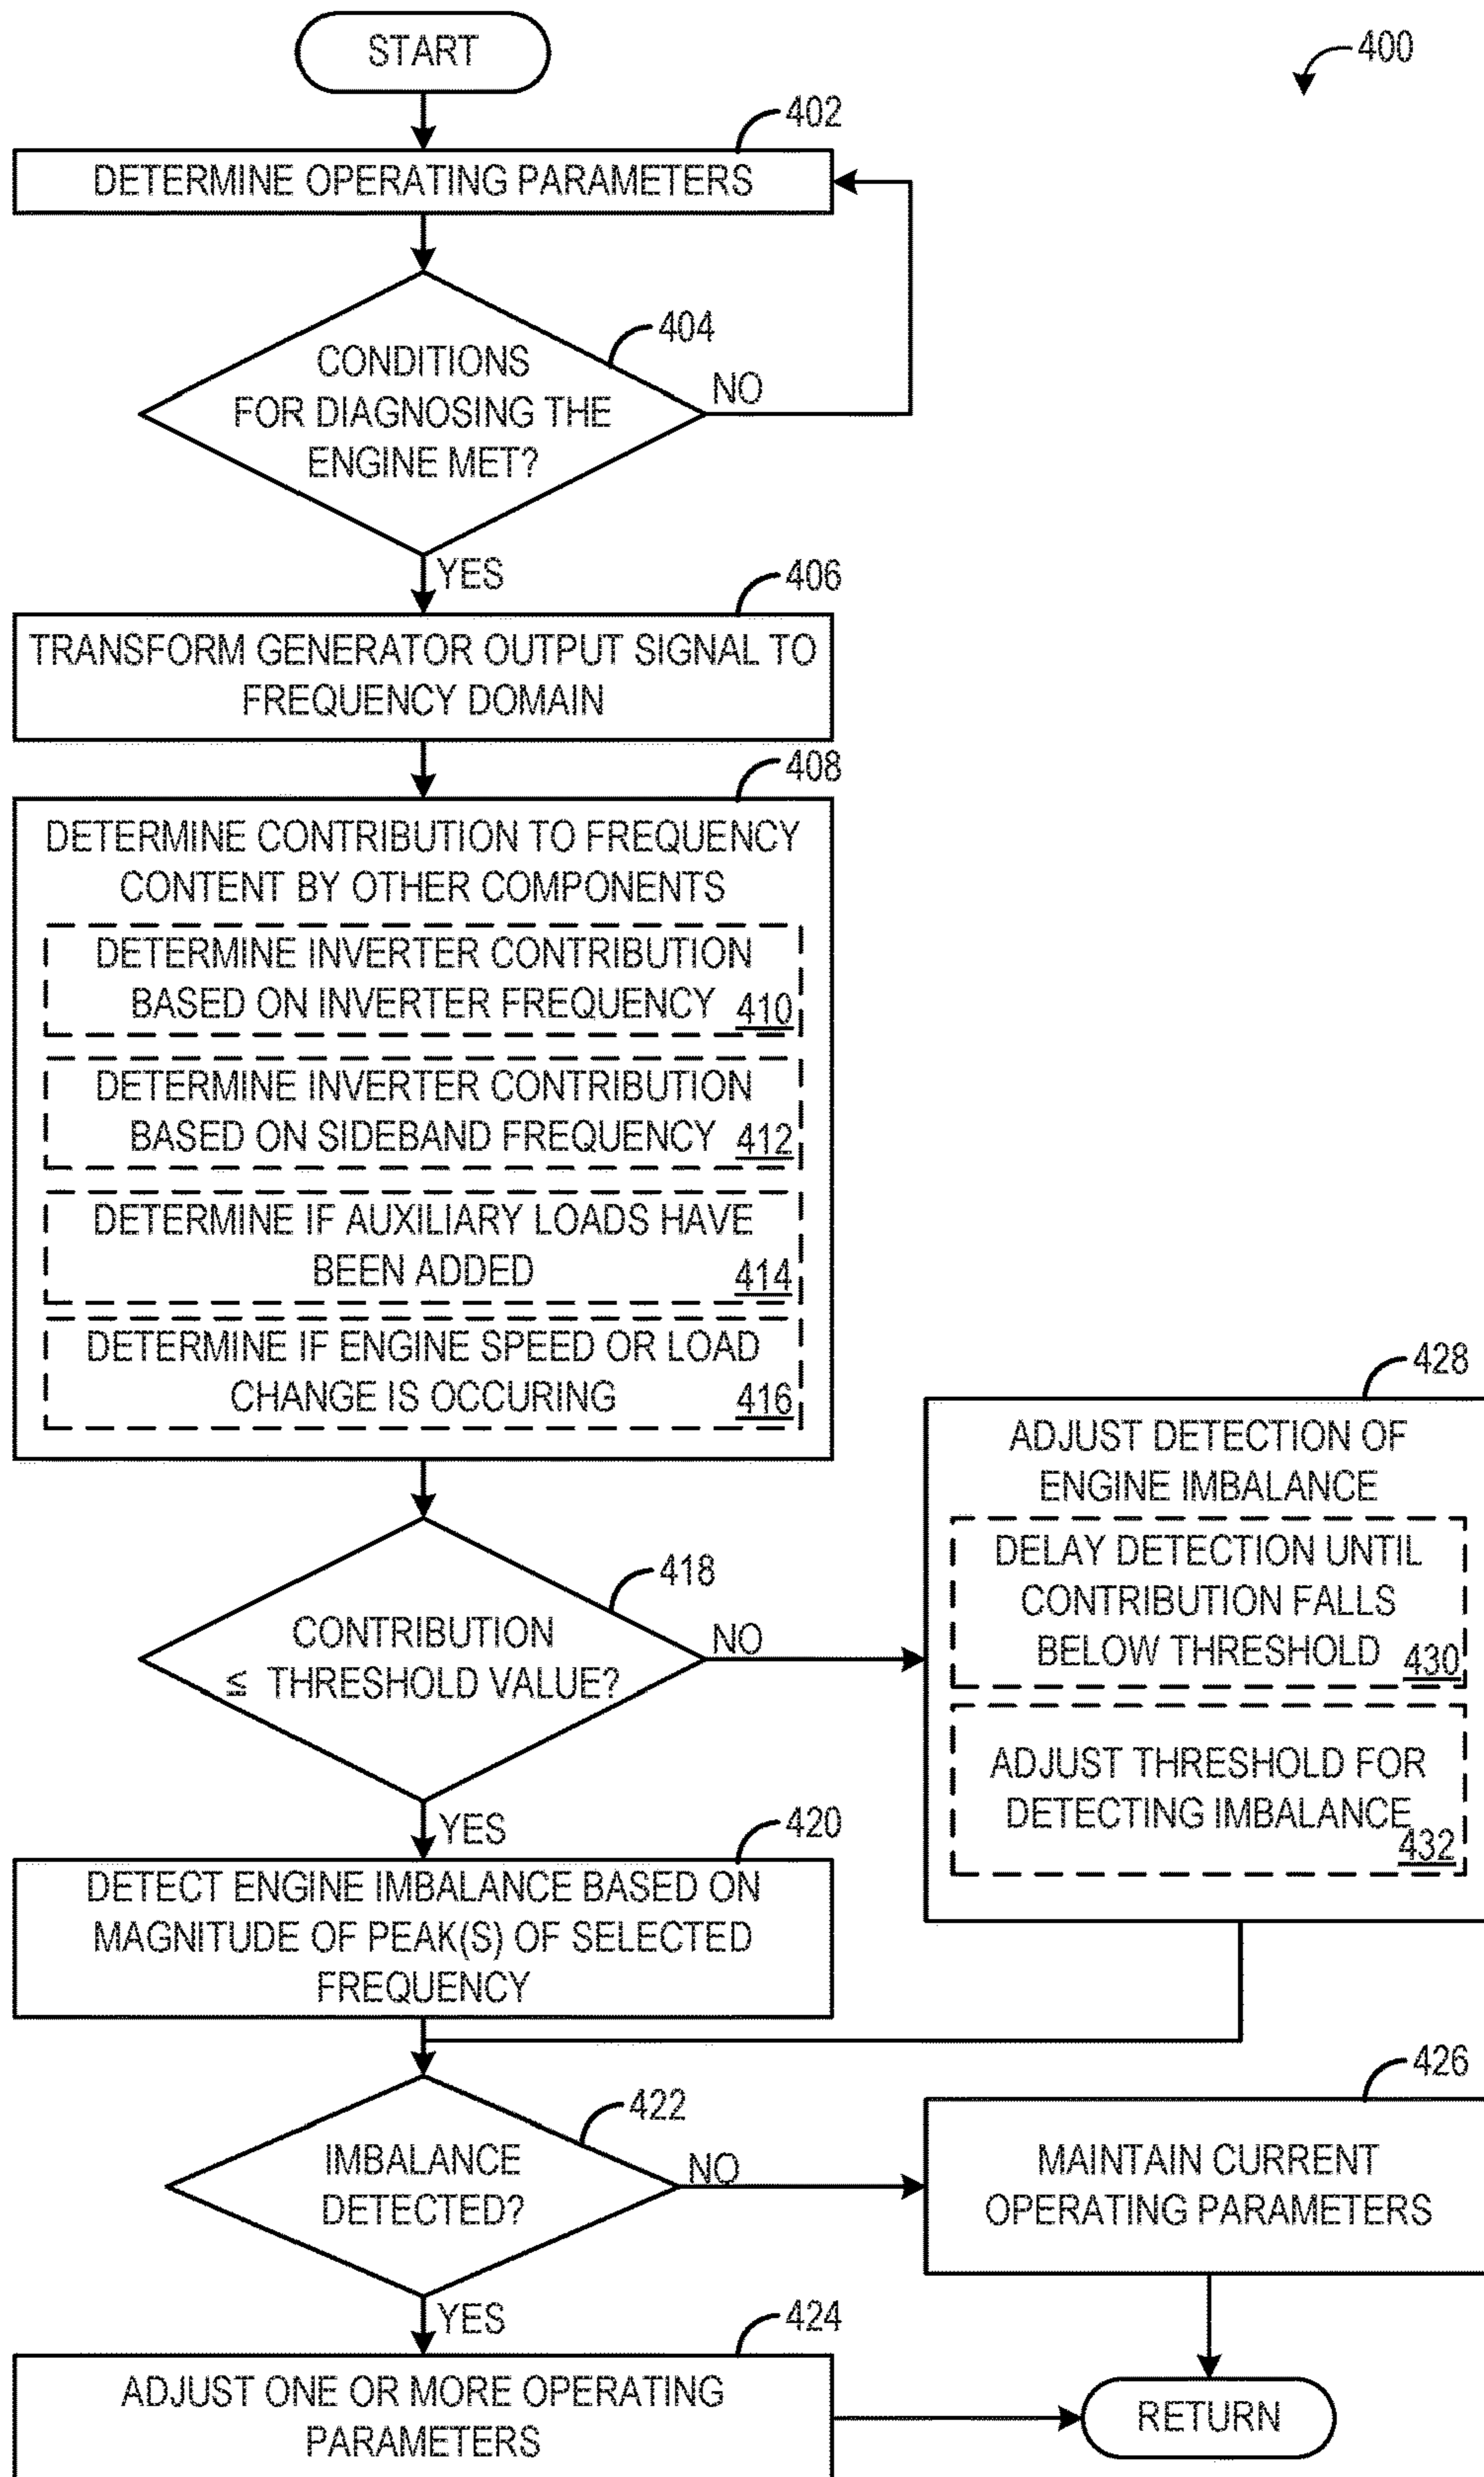 START
400
402
DETERMINE OPERATING PARAMETERS
404
CONDITIONS
FOR DIAGNOSING THE
ENGINE MET?
NO
YES
406
TRANSFORM GENERATOR OUTPUT SIGNAL TO
FREQUENCY DOMAIN
408
DETERMINE CONTRIBUTION TO FREQUENCY
CONTENT BY OTHER COMPONENTS
DETERMINE INVERTER CONTRIBUTION
BASED ON INVERTER FREQUENCY 410
DETERMINE INVERTER CONTRIBUTION
BASED ON SIDEBAND FREQUENCY 412
DETERMINE IF AUXILIARY LOADS HAVE
BEEN ADDED 414
DETERMINE IF ENGINE SPEED OR LOAD
CHANGE IS OCCURING 416
418
CONTRIBUTION
≤ THRESHOLD VALUE?
NO
YES
428
ADJUST DETECTION OF
ENGINE IMBALANCE
DELAY DETECTION UNTIL
CONTRIBUTION FALLS
BELOW THRESHOLD 430
ADJUST THRESHOLD FOR
DETECTING IMBALANCE
432
420
DETECT ENGINE IMBALANCE BASED ON
MAGNITUDE OF PEAK(S) OF SELECTED
FREQUENCY
422
IMBALANCE
DETECTED?
NO
YES
426
MAINTAIN CURRENT
OPERATING PARAMETERS
424
ADJUST ONE OR MORE OPERATING
PARAMETERS
RETURN